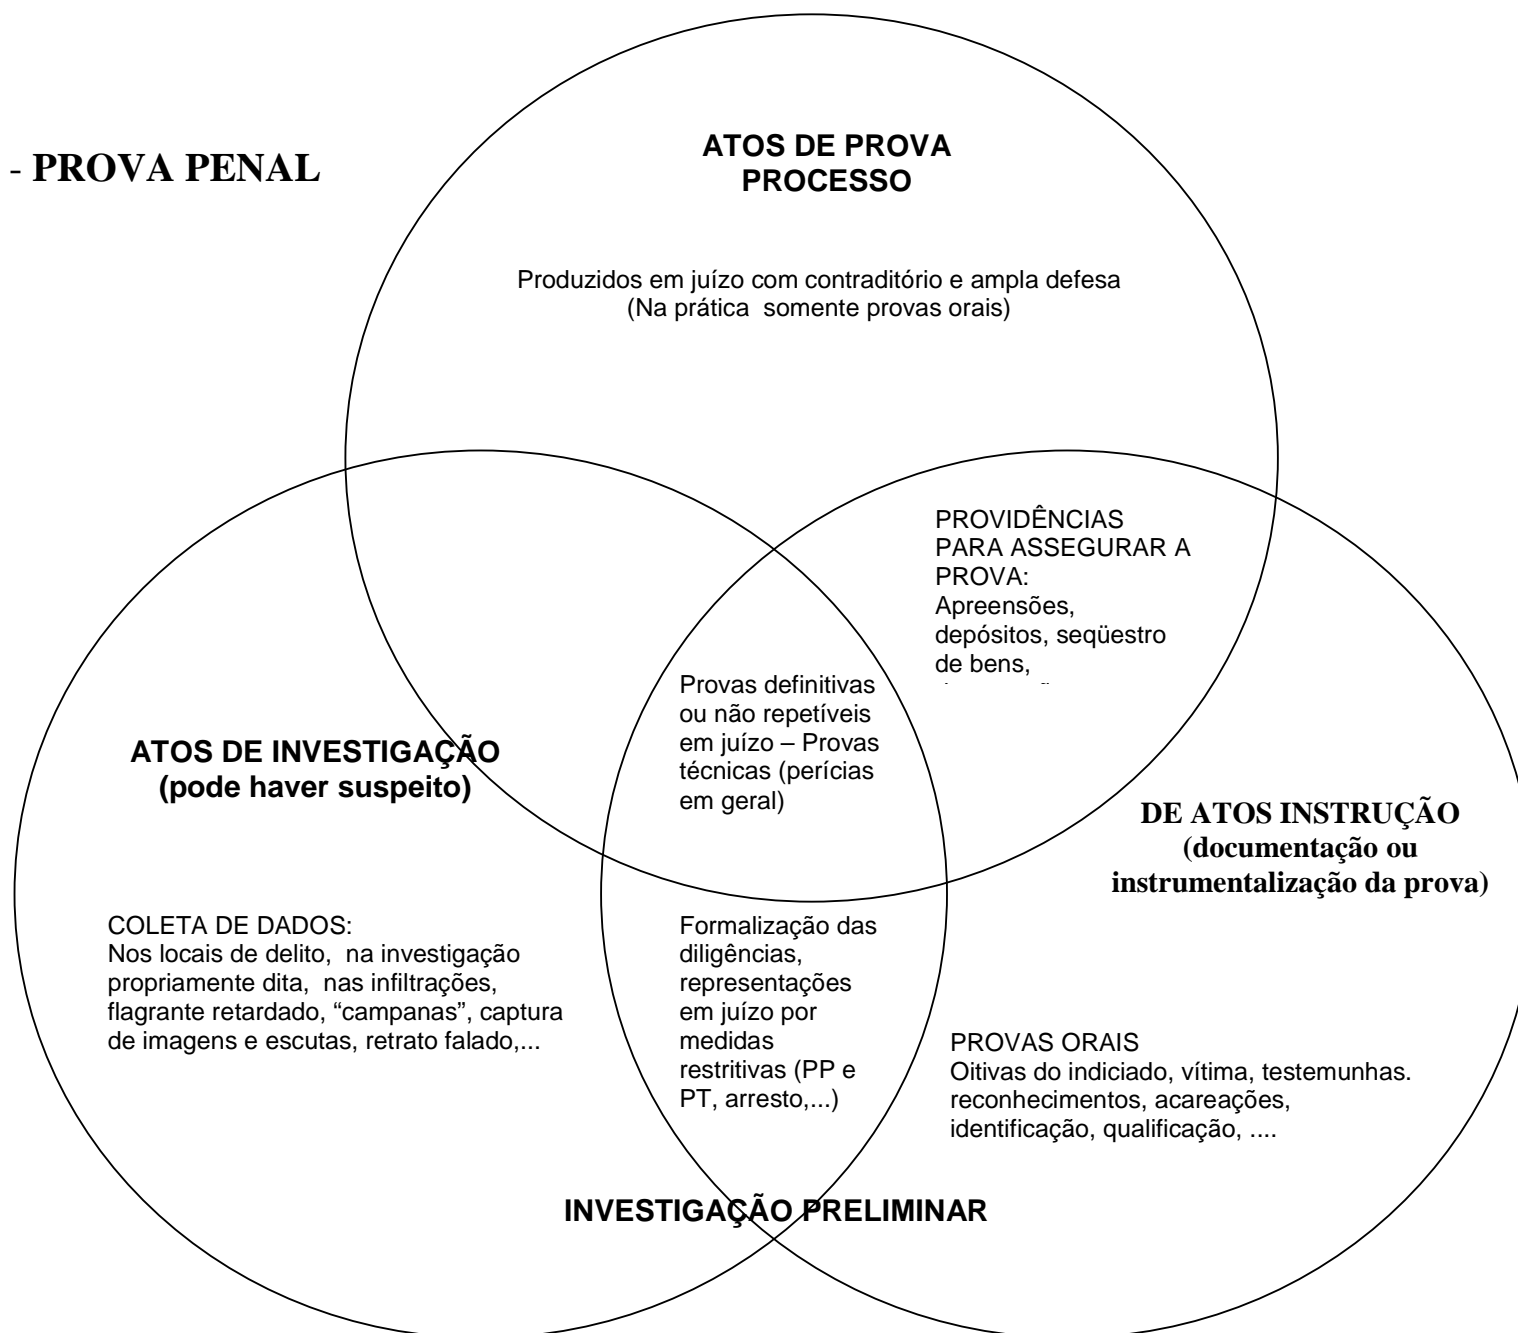 - PROVA PENAL
ATOS DE PROVA
PROCESSO
Produzidos em juízo com contraditório e ampla defesa
(Na prática somente provas orais)
PROVIDÊNCIAS
PARA ASSEGURAR A
PROVA:
Apreensões,
depósitos, seqüestro
de bens,
Provas definitivas
ou não repetíveis
em juízo – Provas
técnicas (perícias
em geral)
ATOS DE INVESTIGAÇÃO
(pode haver suspeito)
DE ATOS INSTRUÇÃO
(documentação ou
instrumentalização da prova)
COLETA DE DADOS:
Nos locais de delito, na investigação
propriamente dita, nas infiltrações,
flagrante retardado, “campanas”, captura
de imagens e escutas, retrato falado,...
Formalização das
diligências,
representações
em juízo por
medidas
restritivas (PP e
PT, arresto,...)
PROVAS ORAIS
Oitivas do indiciado, vítima, testemunhas.
reconhecimentos, acareações,
identificação, qualificação, ....
INVESTIGAÇÃO PRELIMINAR